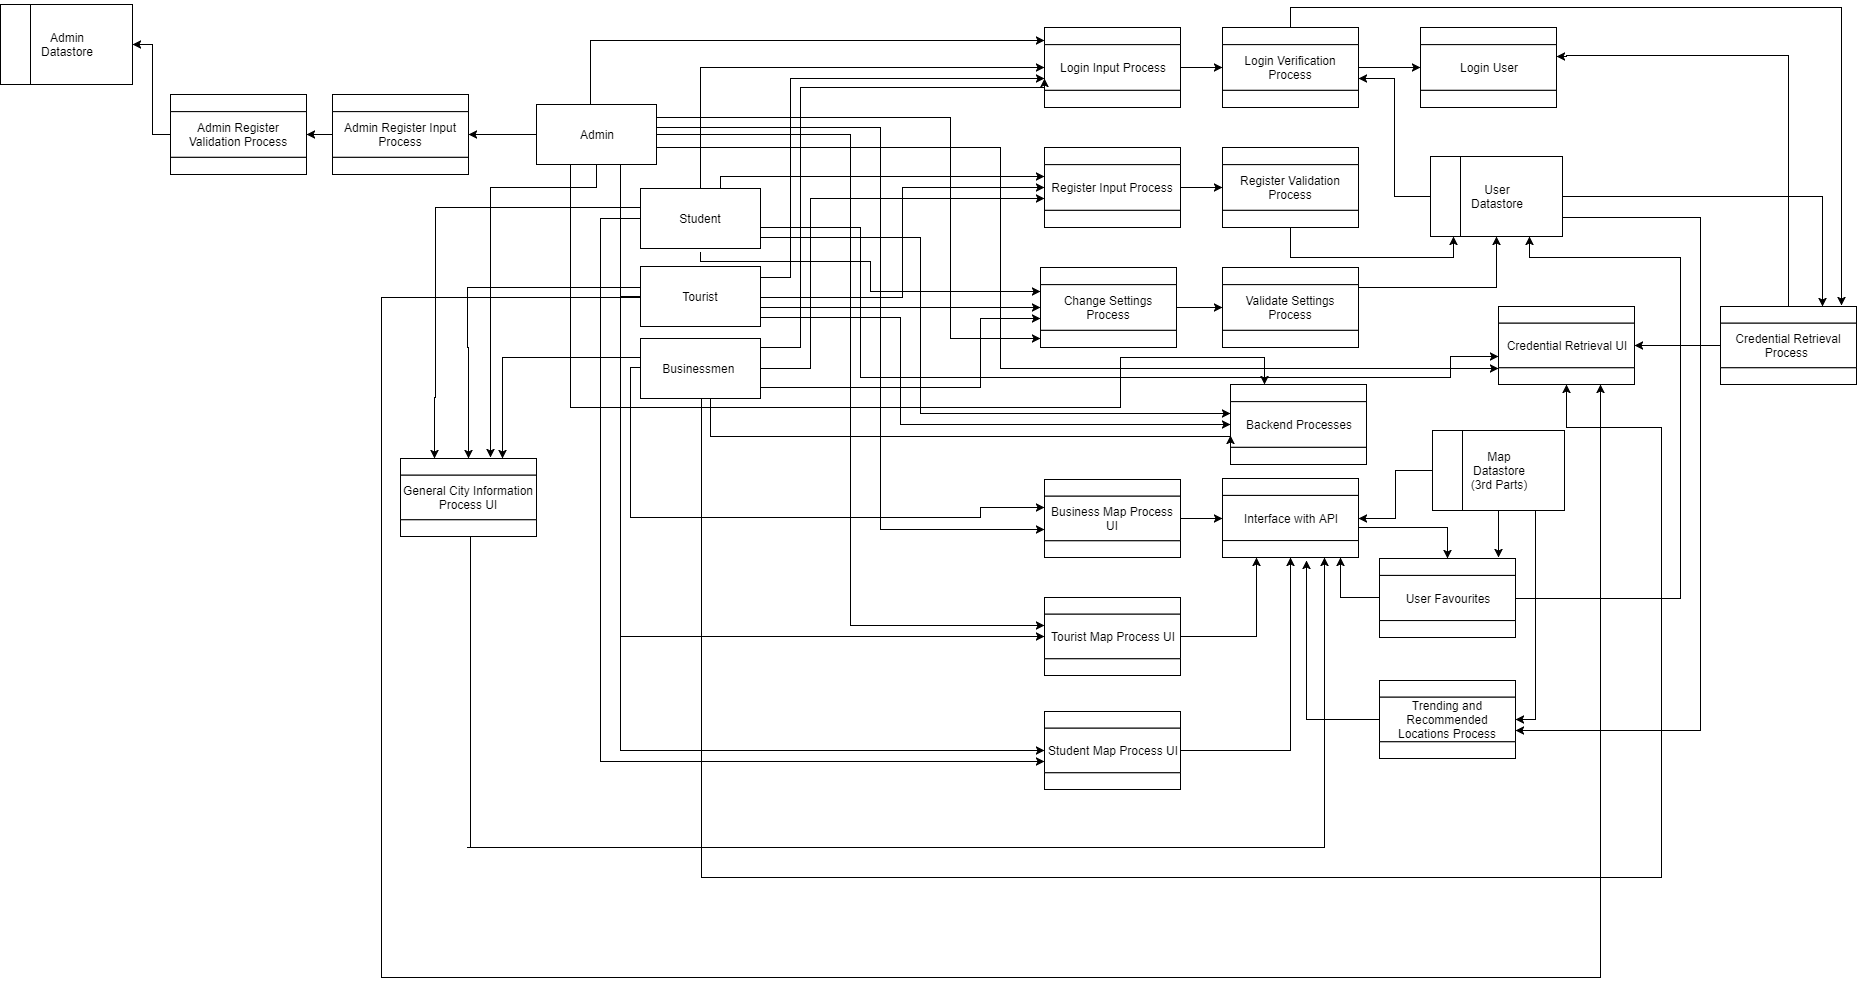 Admin
Datastore
Login Input Process
Login Verification
Process
Login User
Admin Register
Validation Process
Admin Register Input
Process
Admin
Register Input Process
Register Validation
Process
User
Datastore
Student
Tourist
Change Settings
Process
Validate Settings
Process
Credential Retrieval UI
Credential Retrieval
Process
Businessmen
Backend Processes
General City Information
Process UI
Map
Datastore
(3rd Parts)
Business Map Process
UI
Interface with API
User Favourites
Tourist Map Process UI
Trending and
Recommended
Locations Process
Student Map Process UI